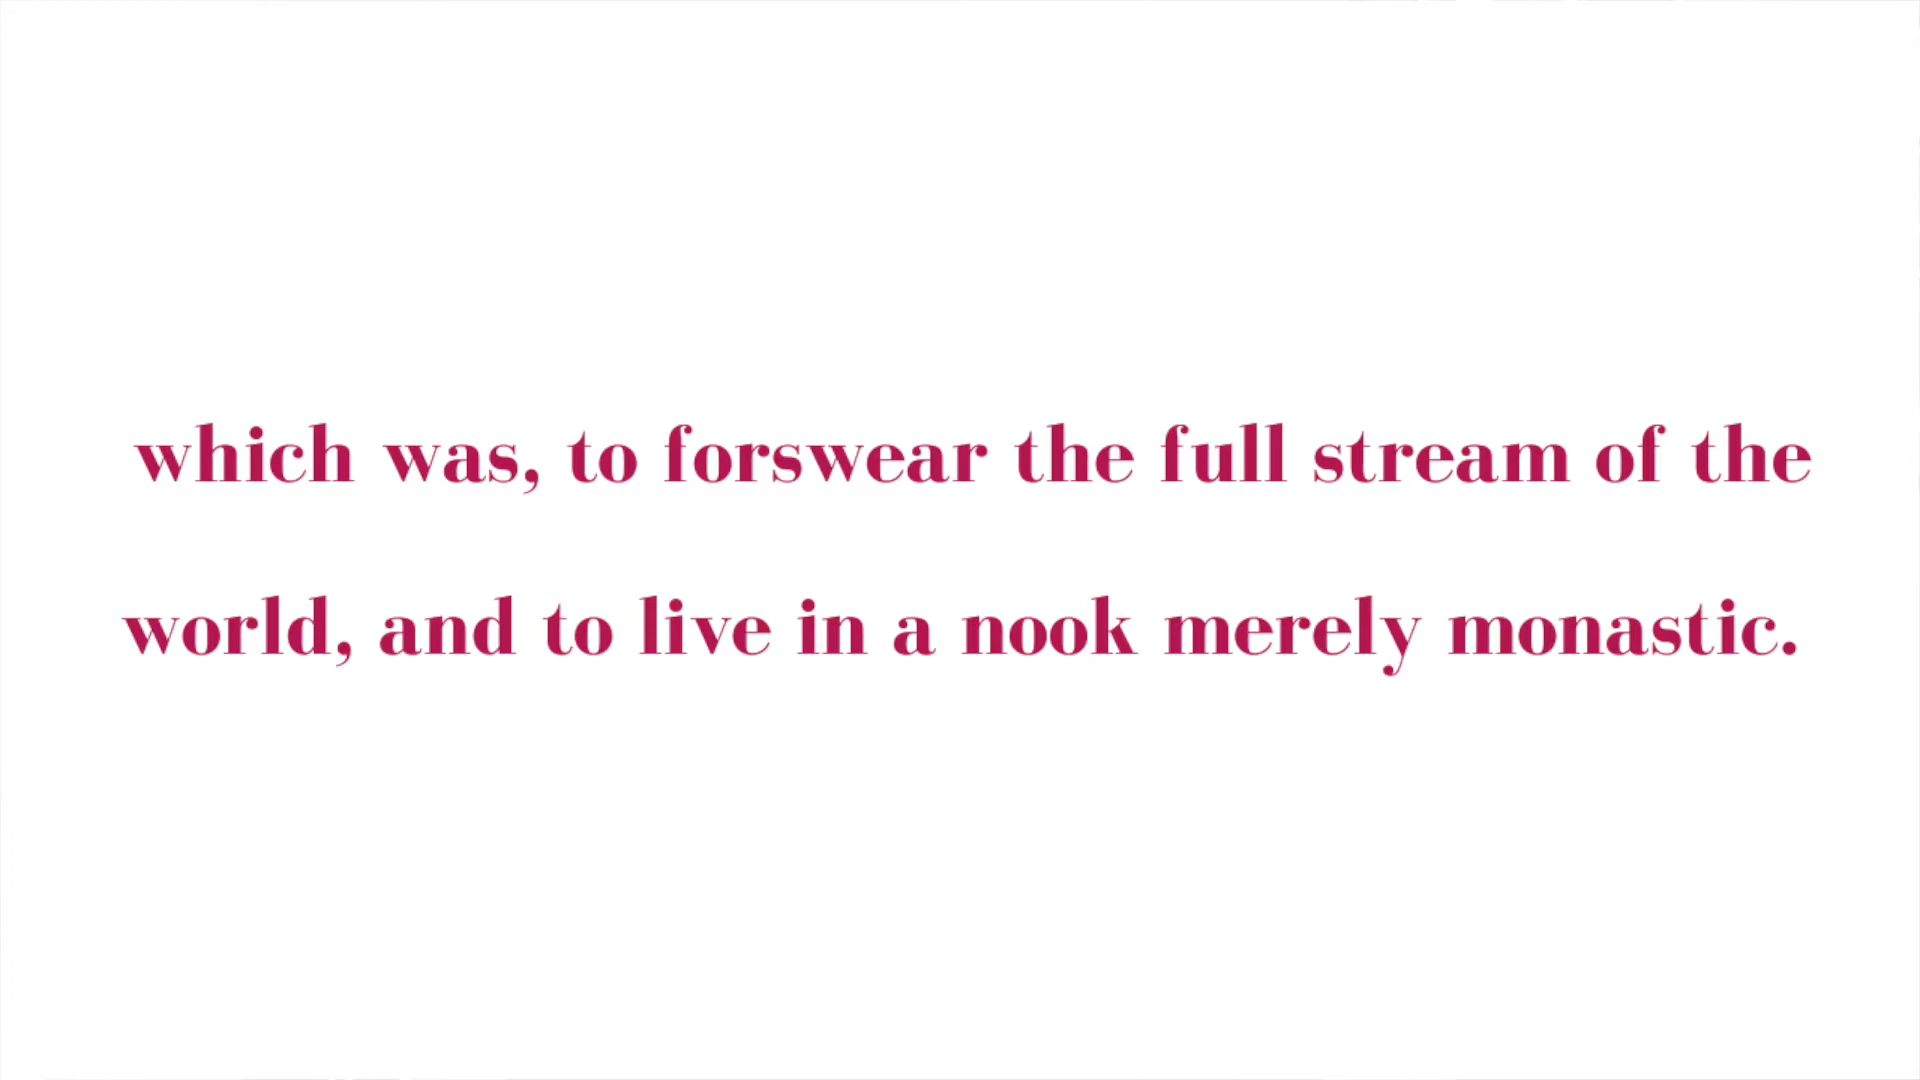 which was, to forswear the full stream of the
world, and to live in a nook merely monastic.